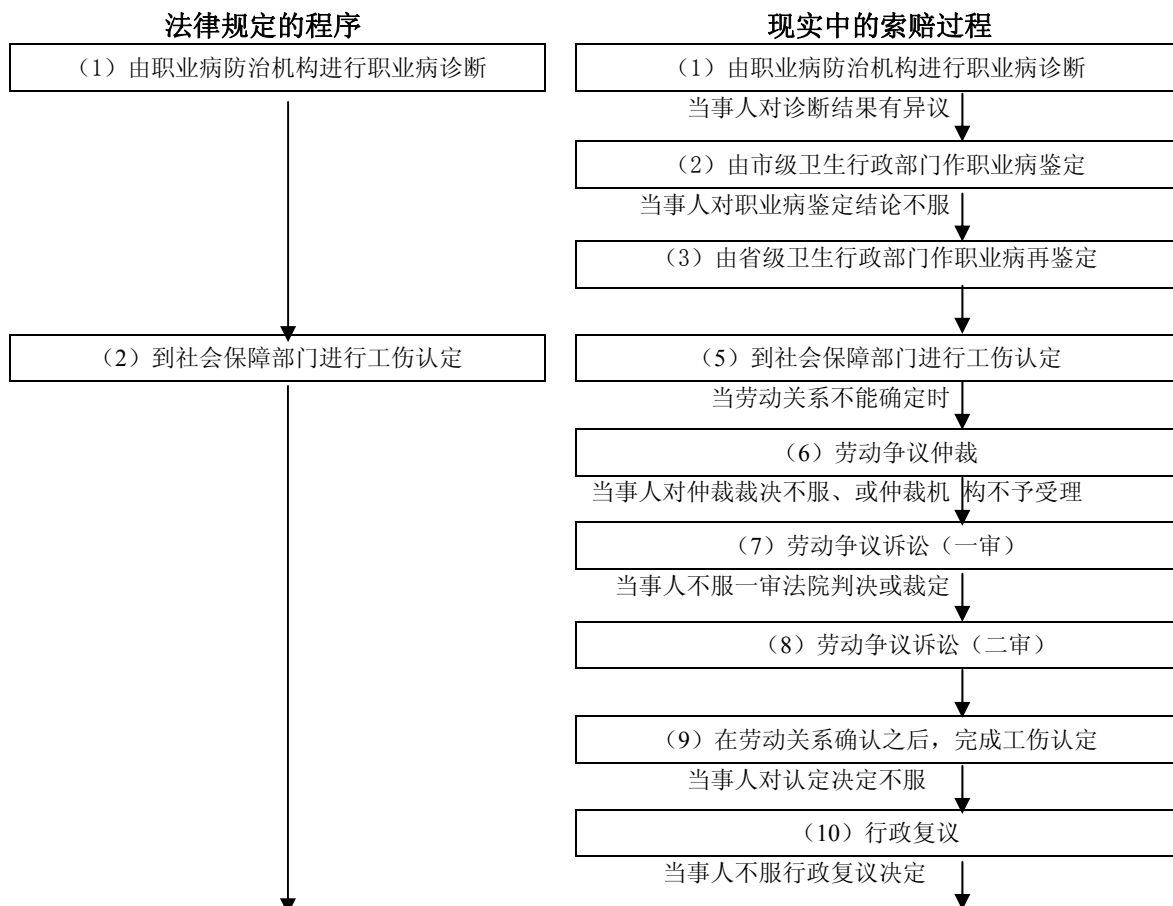 法律规定的程序
现实中的索赔过程
（1）由职业病防治机构进行职业病诊断
（1）由职业病防治机构进行职业病诊断
当事人对诊断结果有异议
（2）由市级卫生行政部门作职业病鉴定
当事人对职业病鉴定结论不服
（3）由省级卫生行政部门作职业病再鉴定
（2）到社会保障部门进行工伤认定
（5）到社会保障部门进行工伤认定
当劳动关系不能确定时
（6）劳动争议仲裁
当事人对仲裁裁决不服、或仲裁机 构不予受理
（7）劳动争议诉讼（一审）
当事人不服一审法院判决或裁定
（8）劳动争议诉讼（二审）
（9）在劳动关系确认之后，完成工伤认定
当事人对认定决定不服
（10）行政复议
当事人不服行政复议决定